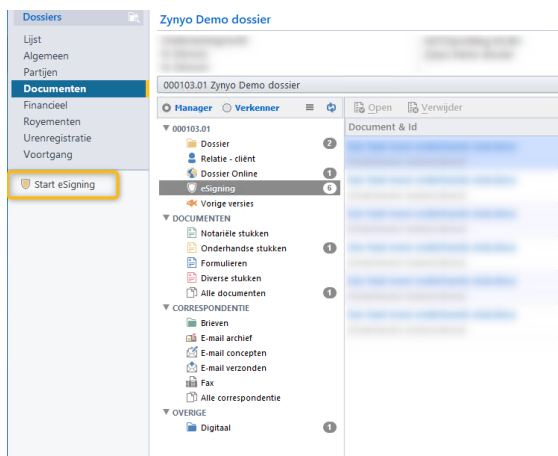 Dossiers
Lijst
Algemeen
Partijen
Documenten
Financieel
Royementen
Urenregistratie
Voortgang
Start eSigning
Zynyo Demo dossier
000103.01 Zynyo Demo dossier
Manager Verkenner
Open Verwijder
Document & Id
000103.01
Dossier 2
Relatie - cliënt
Dossier Online 1
eSigning 6
Vorige versies
DOCUMENTEN
Notariële stukken
Onderhandse stukken 1
Formulieren
Diverse stukken
Alle documenten 1
CORRESPONDENTIE
Brieven
E-mail archief
E-mail concepten
E-mail verzonden
Fax
Alle correspondentie
OVERIGE
Digitaal 1